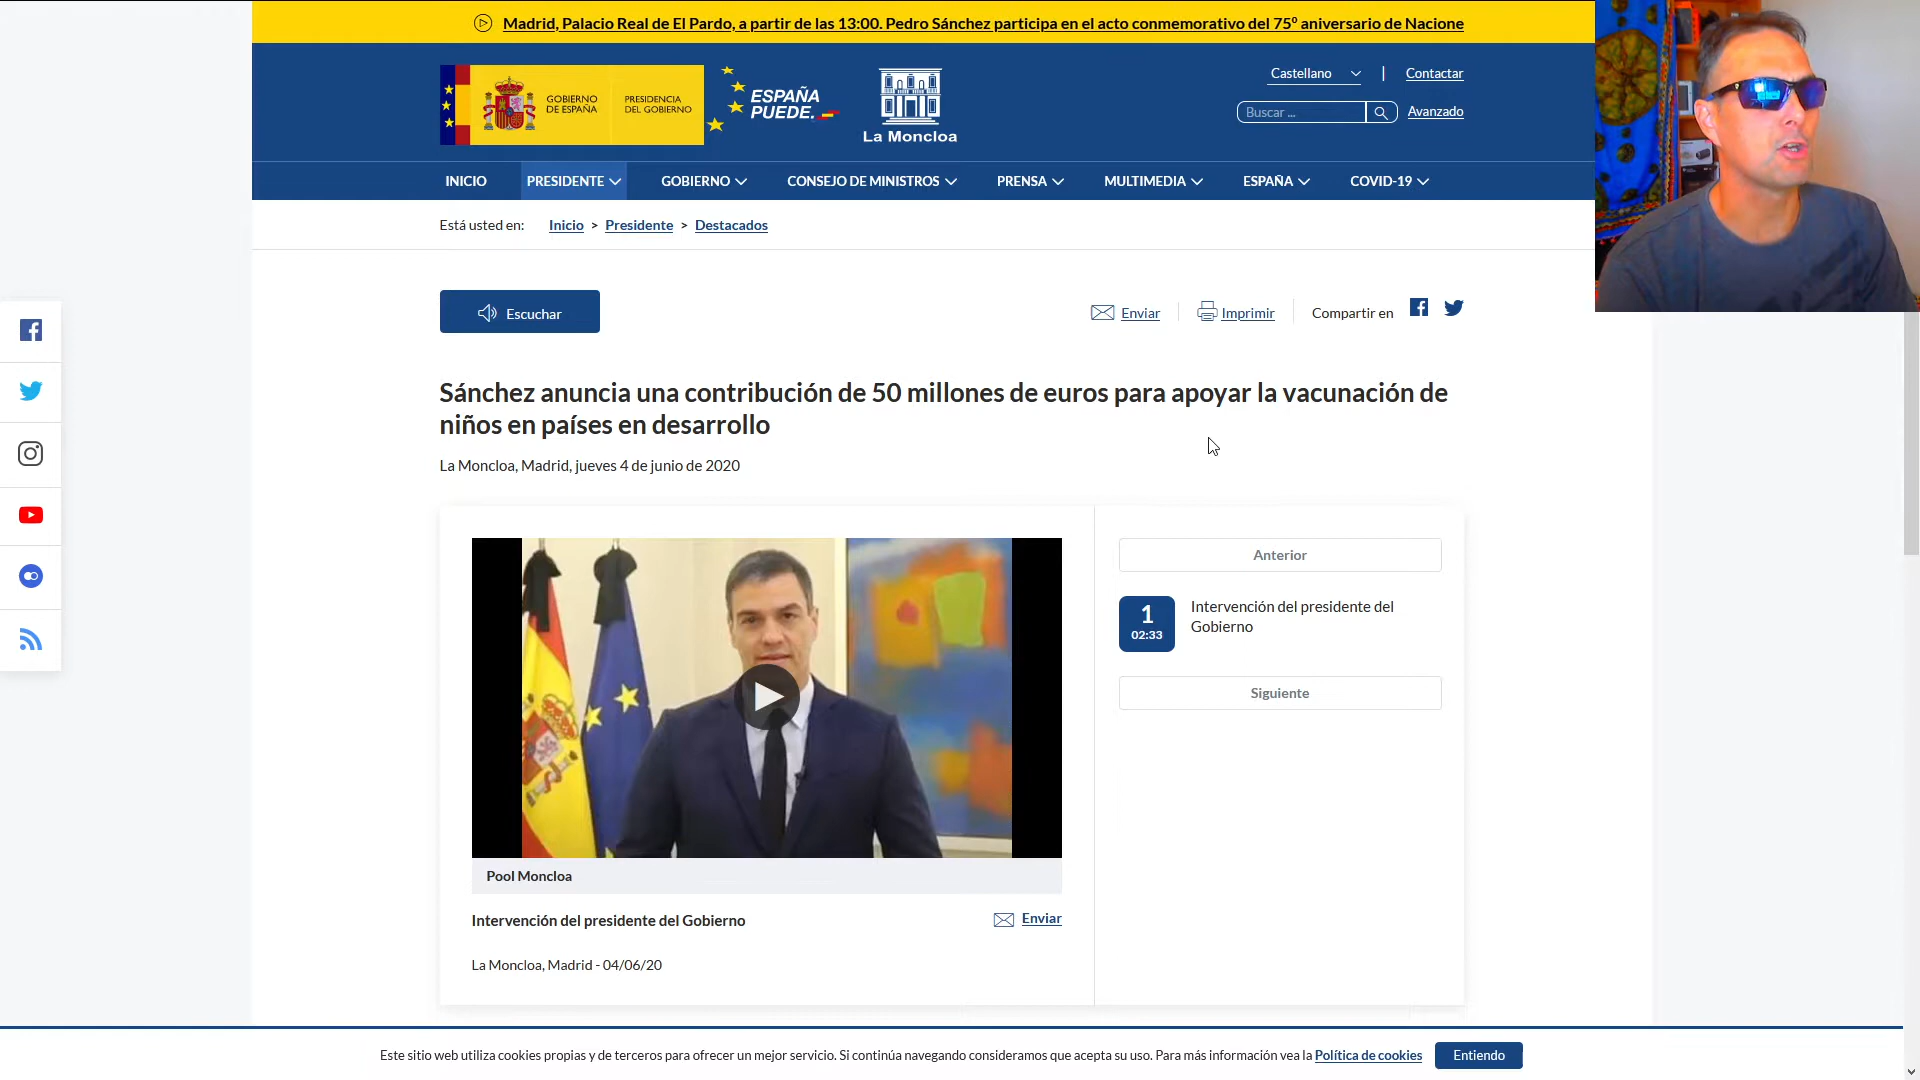 Madrid, Palacio Real de El Pardo, a partir de las 13:00. Pedro Sánchez participa en el acto conmemorativo del 75º aniversario de Nacione
GOBIERNO
DE ESPAÑA
PRESIDENCIA
DEL GOBIERNO
ESPAÑA
PUEDE.
La Moncloa
Castellano | Contactar
Buscar ... Avanzado
INICIO PRESIDENTE GOBIERNO CONSEJO DE MINISTROS PRENSA MULTIMEDIA ESPAÑA COVID-19
Está usted en: Inicio > Presidente > Destacados
Escuchar Enviar Imprimir Compartir en
Sánchez anuncia una contribución de 50 millones de euros para apoyar la vacunación de
niños en países en desarrollo
La Moncloa, Madrid, jueves 4 de junio de 2020
Pool Moncloa
Intervención del presidente del Gobierno Enviar
La Moncloa, Madrid - 04/06/20
Anterior
1
02:33
Intervención del presidente del
Gobierno
Siguiente
Este sitio web utiliza cookies propias y de terceros para ofrecer un mejor servicio. Si continúa navegando consideramos que acepta su uso. Para más información vea la Política de cookies Entiendo